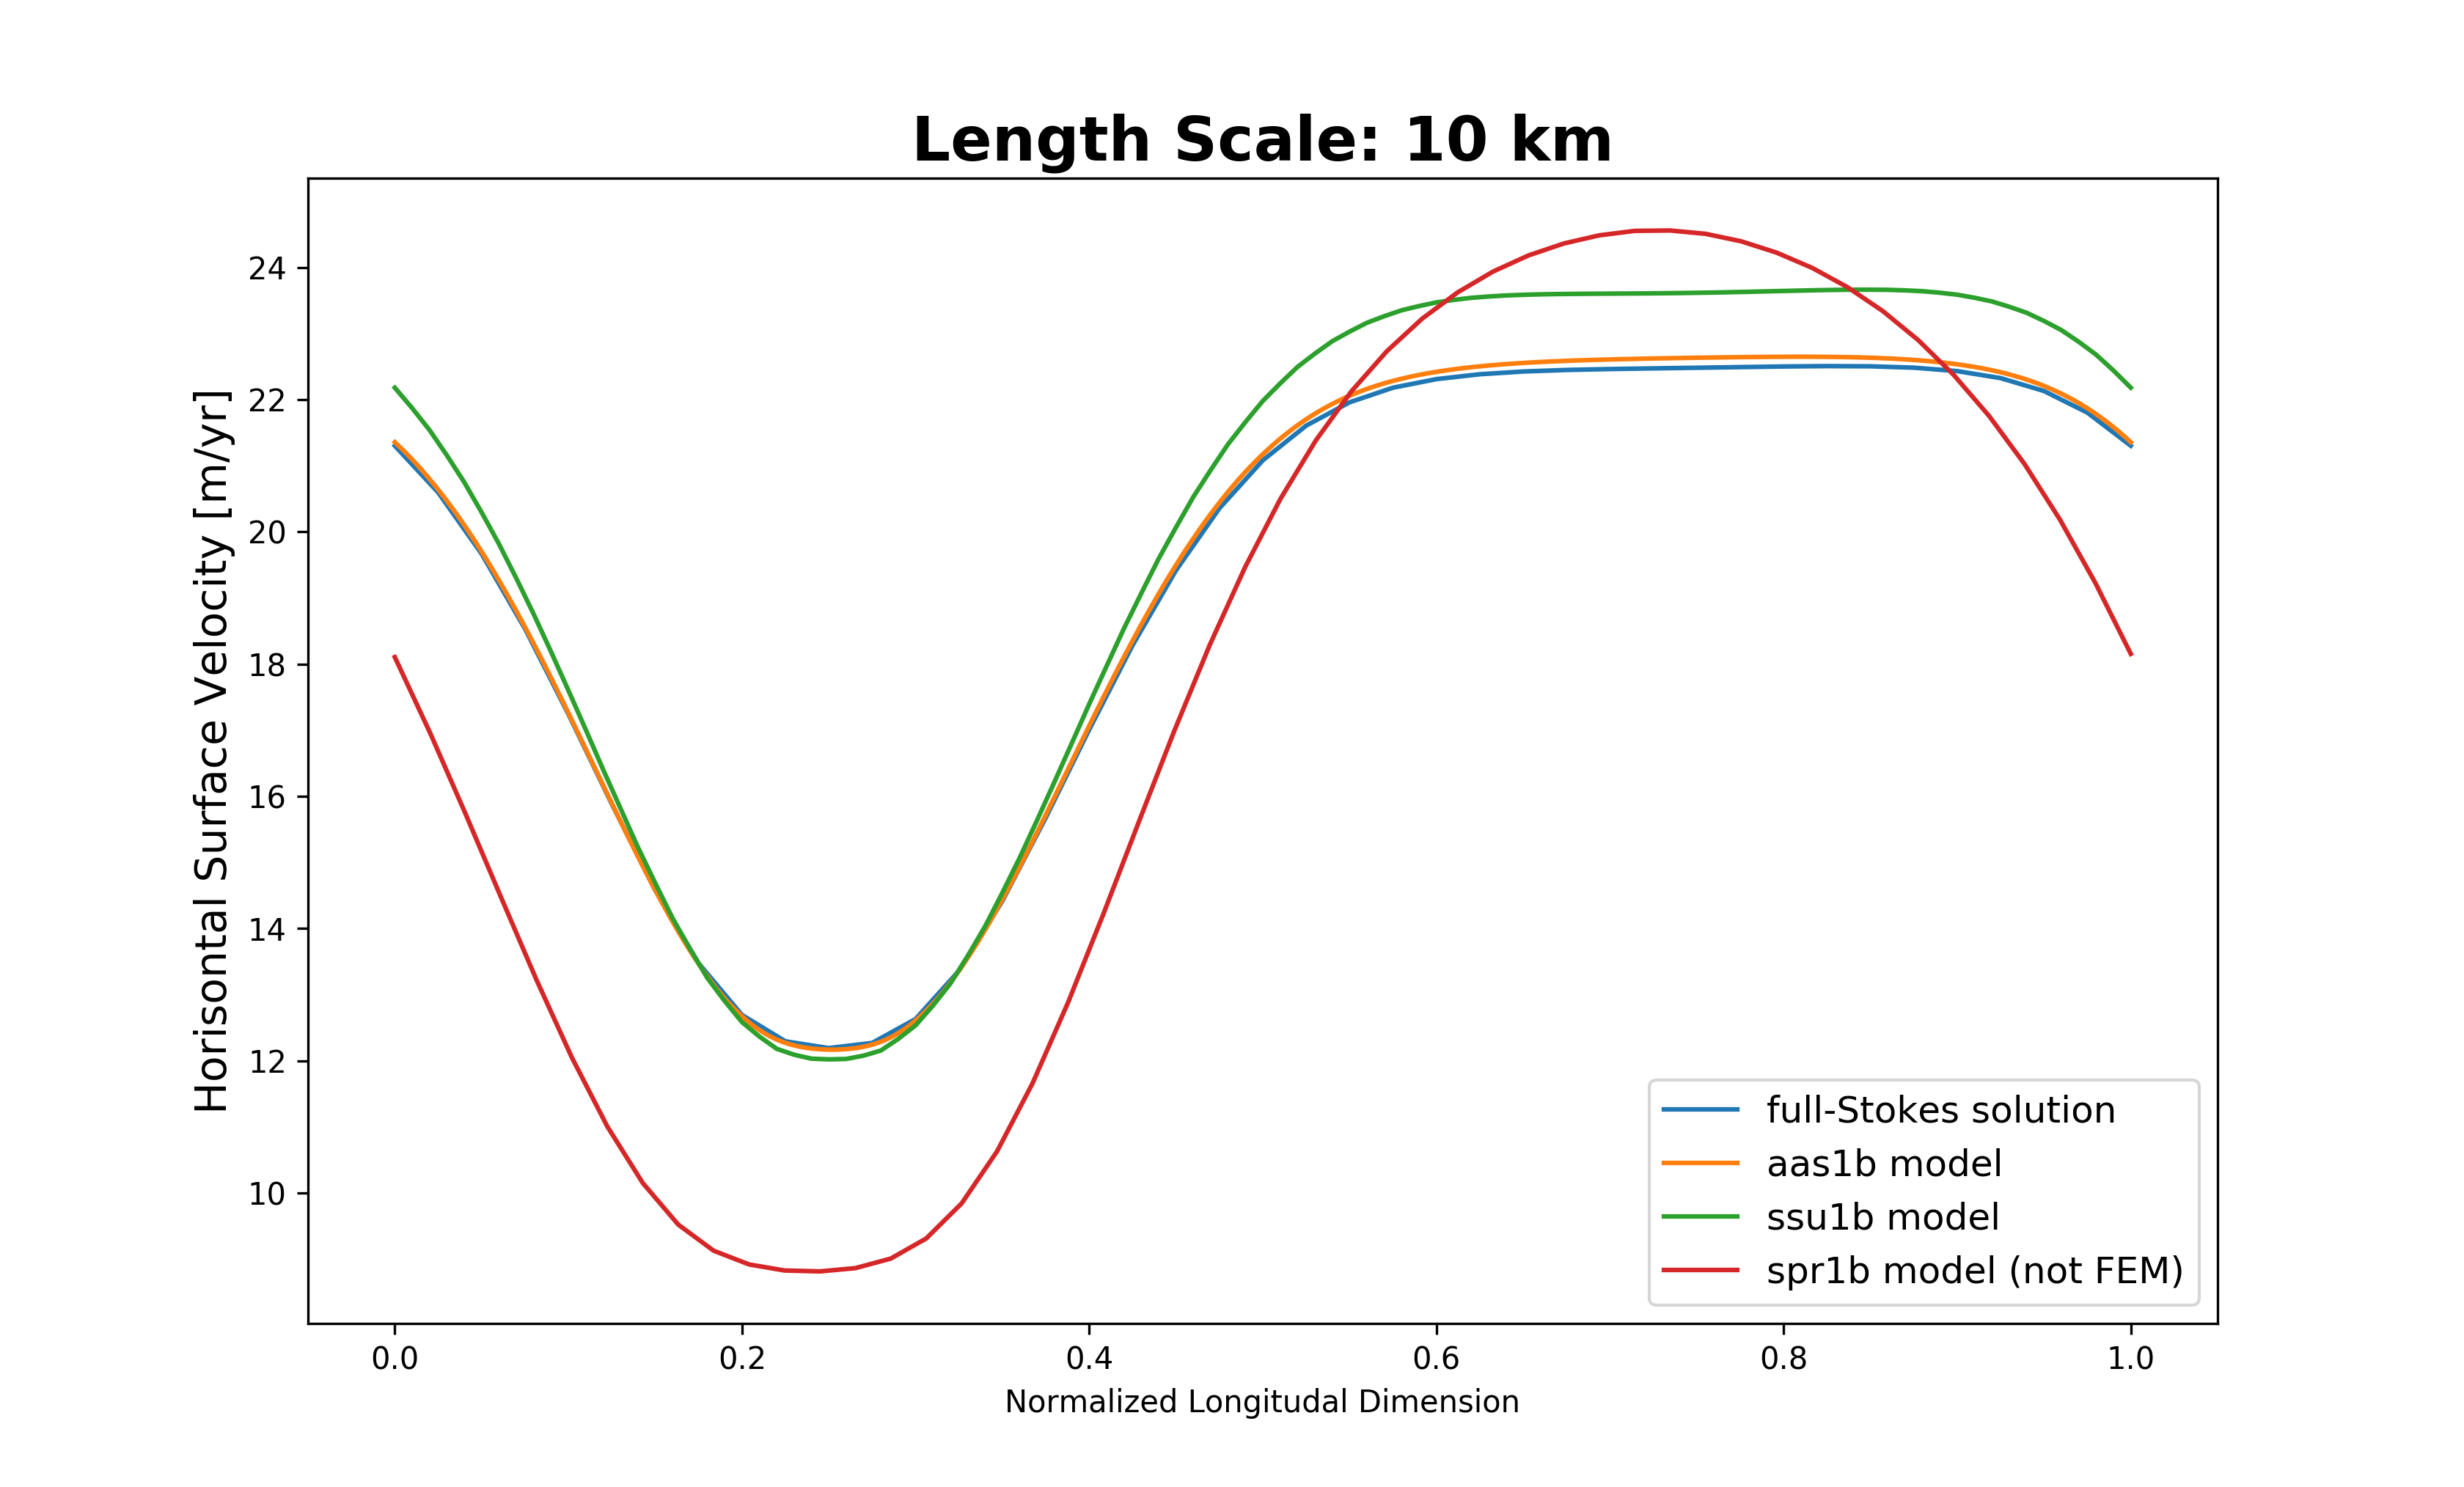 Length Scale: 10 km
Horisontal Surface Velocity [m/yr]
24
22
20
18
16
14
12
10
0.0
0.2
0.4
0.6
0.8
1.0
Normalized Longitudal Dimension
full-Stokes solution
aas1b model
ssu1b model
spr1b model (not FEM)